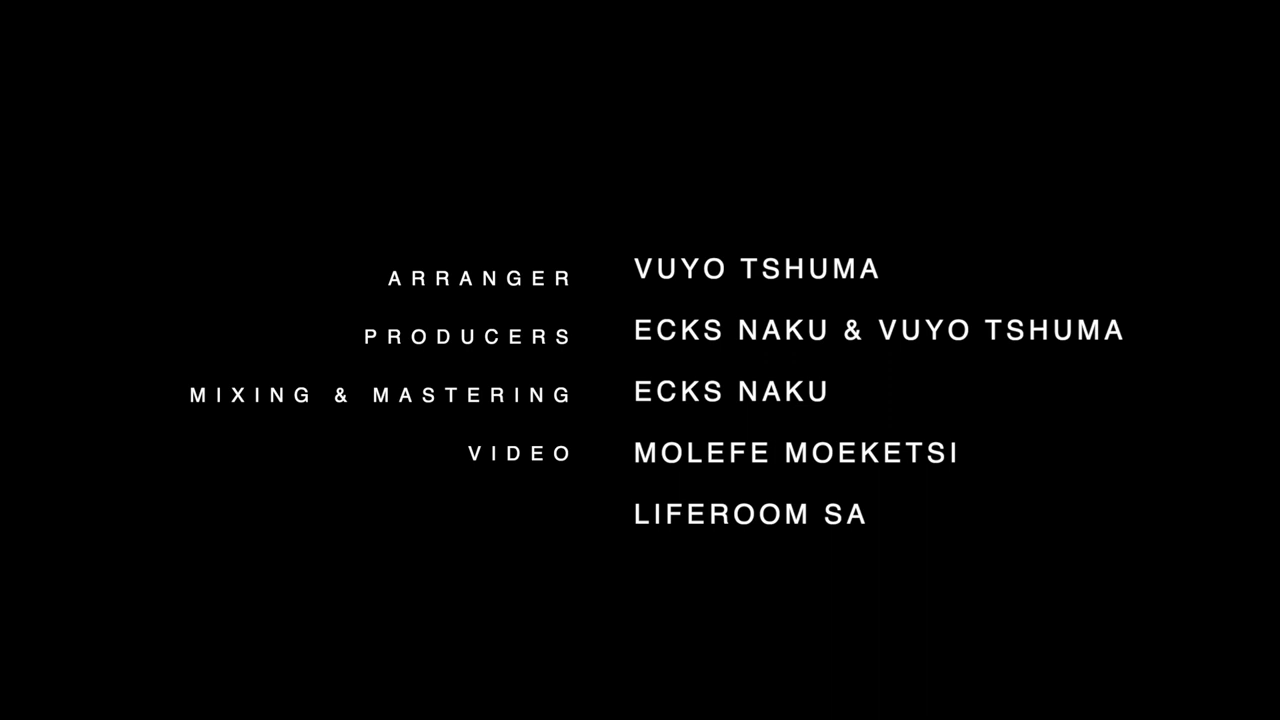 ARRANGER VUYO TSHUMA
PRODUCERS ECKS NAKU & VUYO TSHUMA
MIXING & MASTERING ECKS NAKU
VIDEO MOLEFE MOEKETSI
LIFEROOM SA